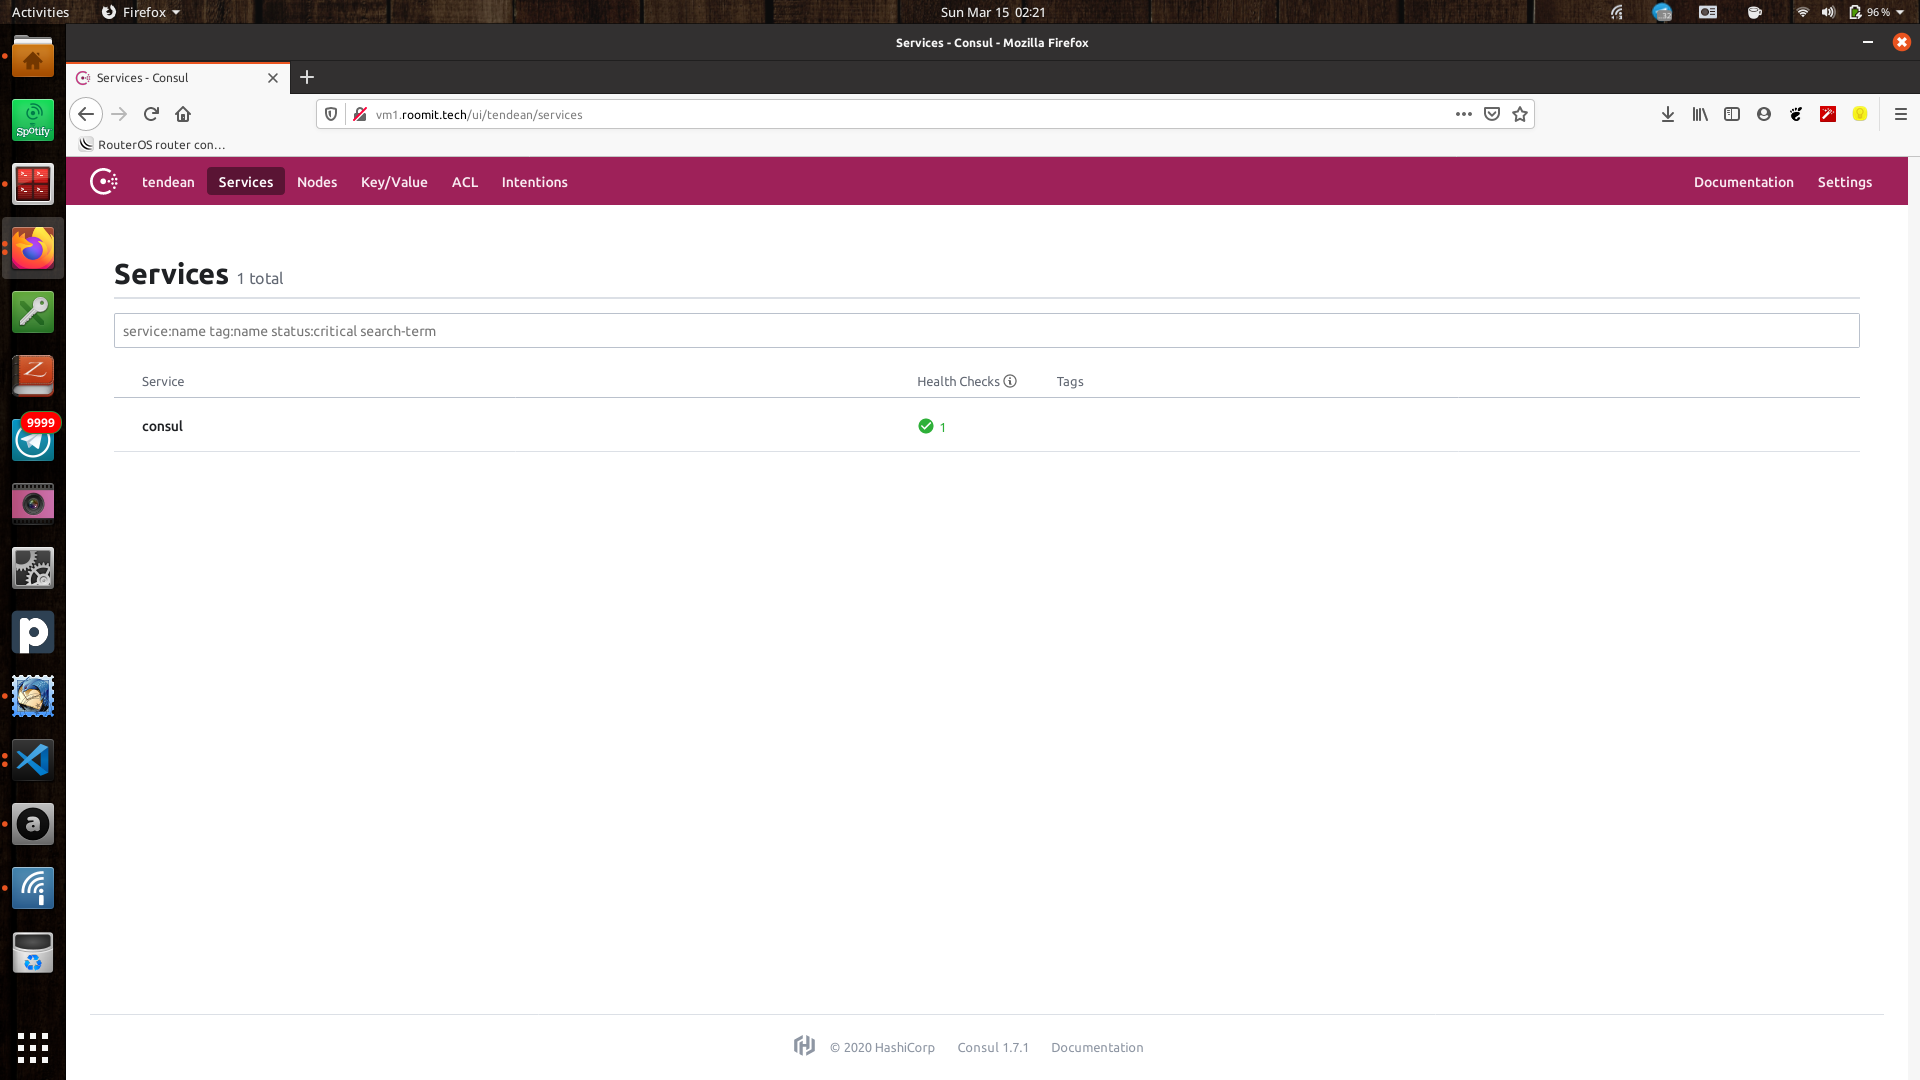 Activities
Firefox
Sun Mar 15 02:21
96%
Services - Consul - Mozilla Firefox
Services - Consul
vm1.roomit.tech/ui/tendean/services
RouterOS router con…
tendean
Services
Nodes
Key/Value
ACL
Intentions
Documentation
Settings
Services 1 total
service:name tag:name status:critical search-term
Service
Health Checks
Tags
consul
1
Spotify
9999
© 2020 HashiCorp
Consul 1.7.1
Documentation